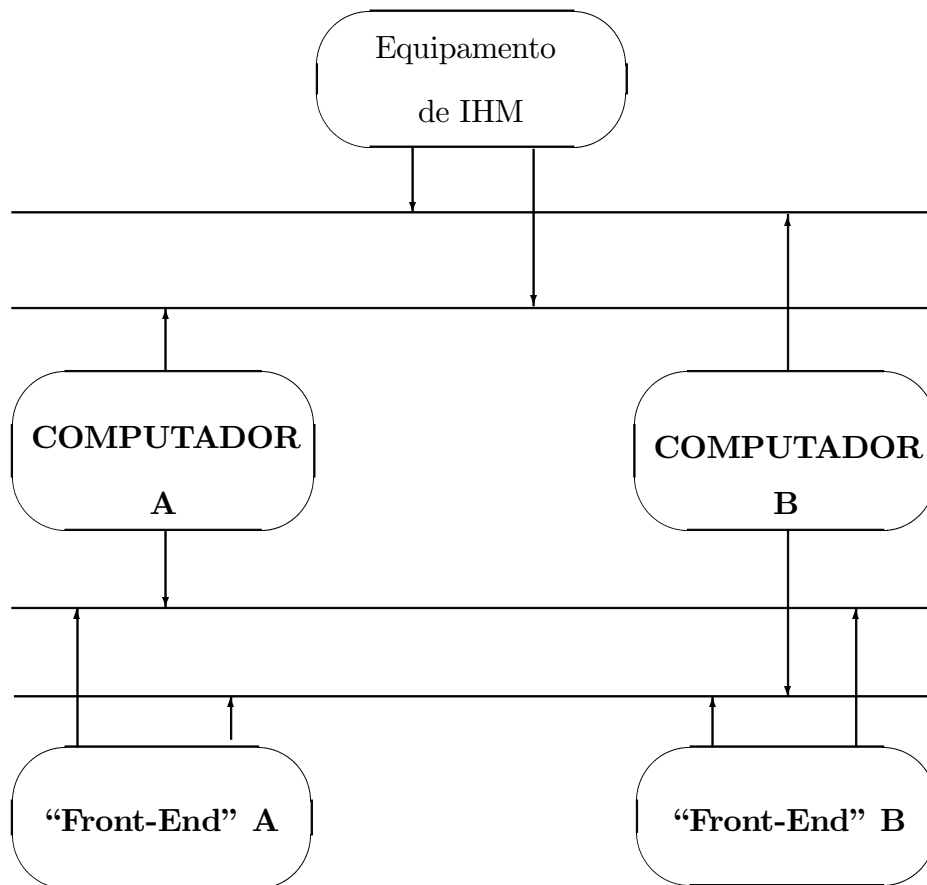 Equipamento
de IHM
COMPUTADOR
A
COMPUTADOR
B
“Front-End” A
“Front-End” B